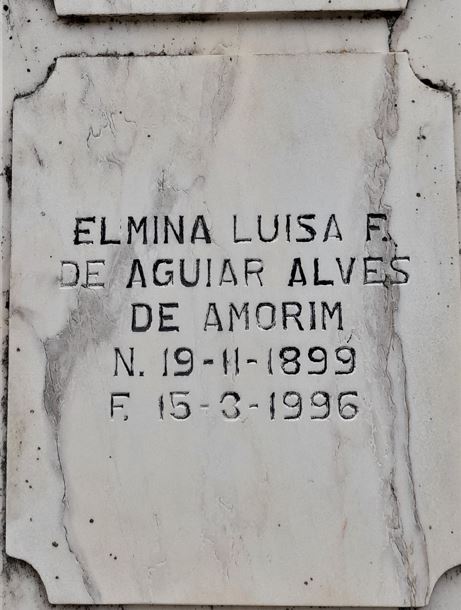 ELMINA LUISA F.
DE AGUIAR ALVES
DE AMORIM
N. 19-11-1899
F. 15-3-1996